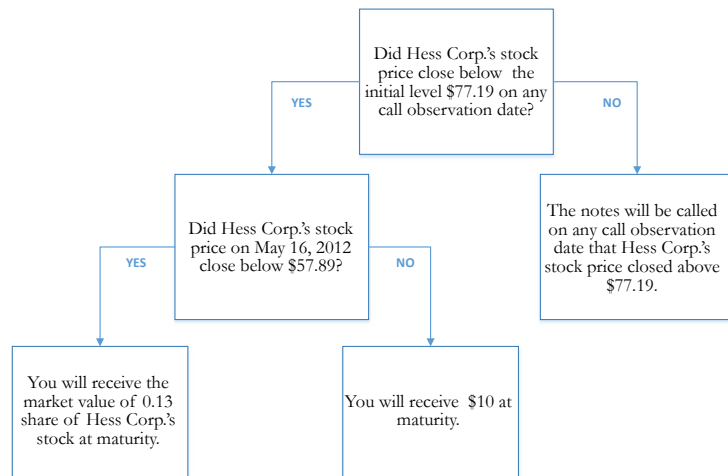 Did Hess Corp.'s stock
price close below the
initial level $77.19 on any
call observation date?
YES
NO
Did Hess Corp.'s stock
price on May 16, 2012
close below $57.89?
The notes will be called
on any call observation
date that Hess Corp.'s
stock price closed above
$77.19.
YES
NO
You will receive the
market value of 0.13
share of Hess Corp.'s
stock at maturity.
You will receive $10 at
maturity.